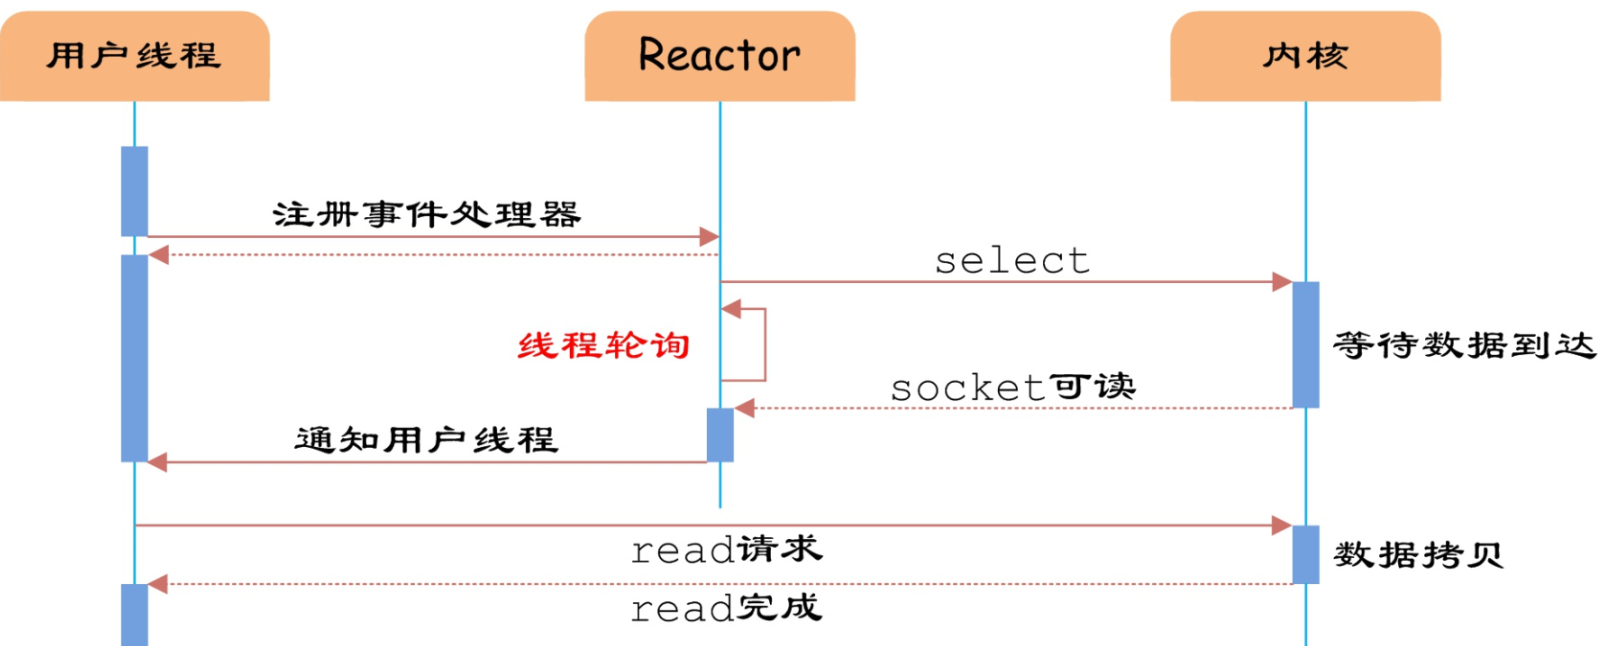 用户线程
Reactor
内核
注册事件处理器
select
线程轮询
等待数据到达
socket可读
通知用户线程
read请求
数据拷贝
read完成